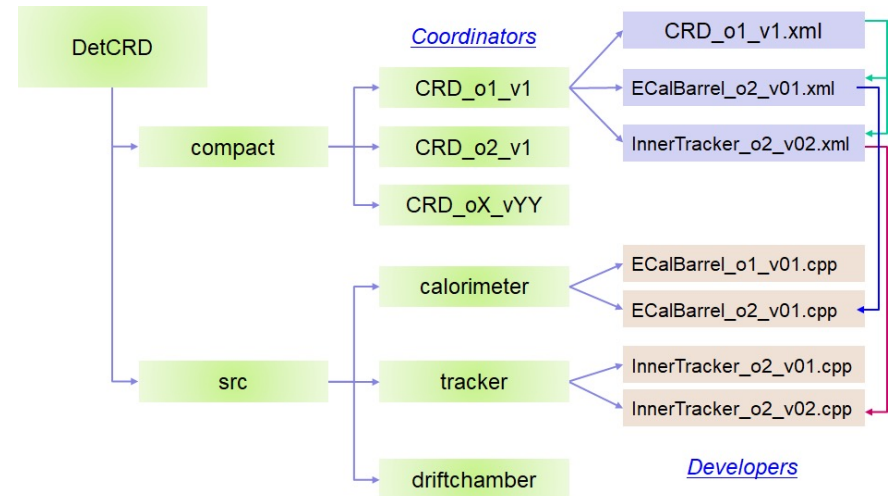 DetCRD
Coordinators
CRD_o1_v1.xml
CRD_o1_v1
ECalBarrel_o2_v01.xml
compact
CRD_o2_v1
InnerTracker_o2_v02.xml
CRD_oX_vYY
ECalBarrel_o1_v01.cpp
calorimeter
ECalBarrel_o2_v01.cpp
InnerTracker_o2_v01.cpp
src
tracker
InnerTracker_o2_v02.cpp
Developers
driftchamber